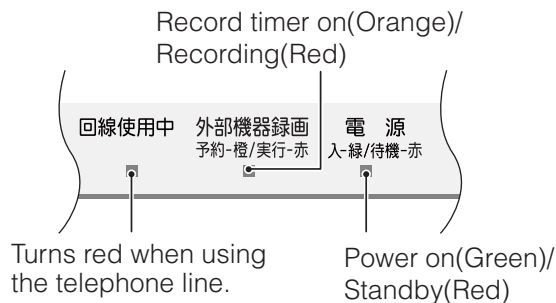 Record timer on(Orange)/
Recording(Red)
回線使用中
外部機器録画
予約-橙/実行-赤
電 源
入-緑/待機-赤
Turns red when using
the telephone line.
Power on(Green)/
Standby(Red)